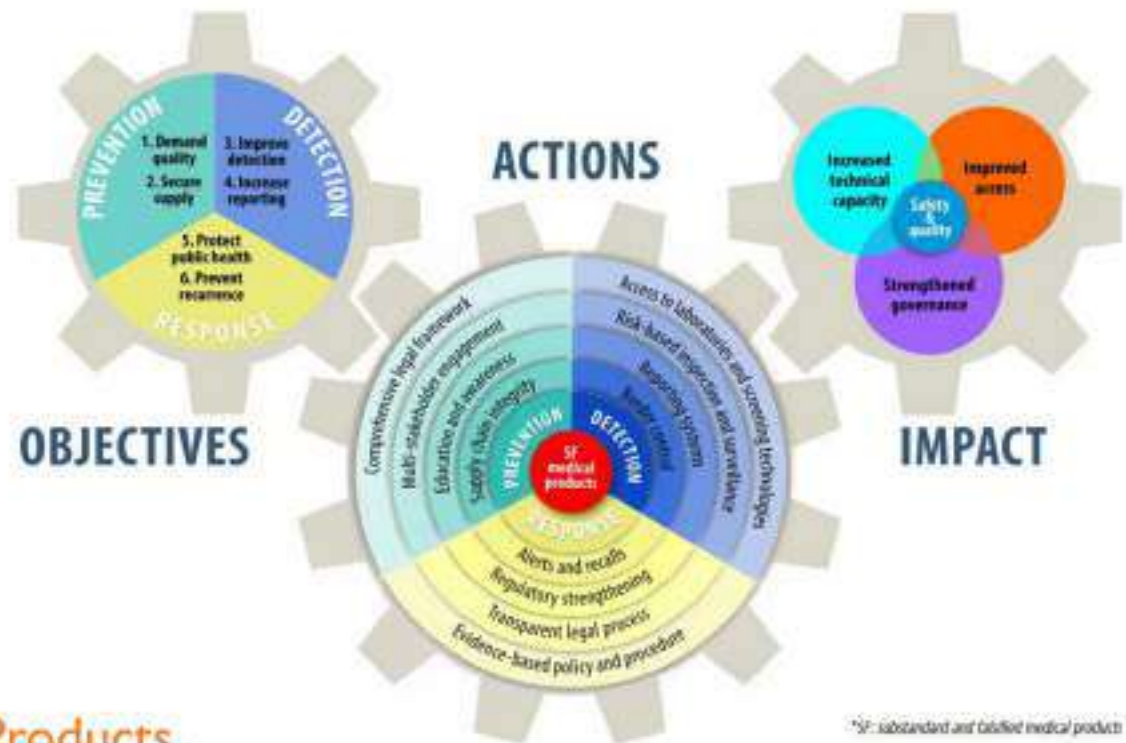 PREVENTION
1. Demand
quality
2. Secure
supply
DETECTION
3. Improve
detection
4. Increase
reporting
5. Protect
public health
6. Prevent
recurrence
RESPONSE
OBJECTIVES
ACTIONS
Comprehensive legal framework
Multi-stakeholder engagement
Education and awareness
Supply chain integrity
PREVENTION
Access to laboratories and screening technologies
Risk-based inspection and surveillance
Reporting systems
Border control
DETECTION
SF
medical
products
RESPONSE
Alerts and recalls
Regulatory strengthening
Transparent legal process
Evidence-based policy and procedure
Increased
technical
capacity
Improved
access
Safety
&
quality
Strengthened
governance
IMPACT
Products
*SF: substandard and falsified medical products